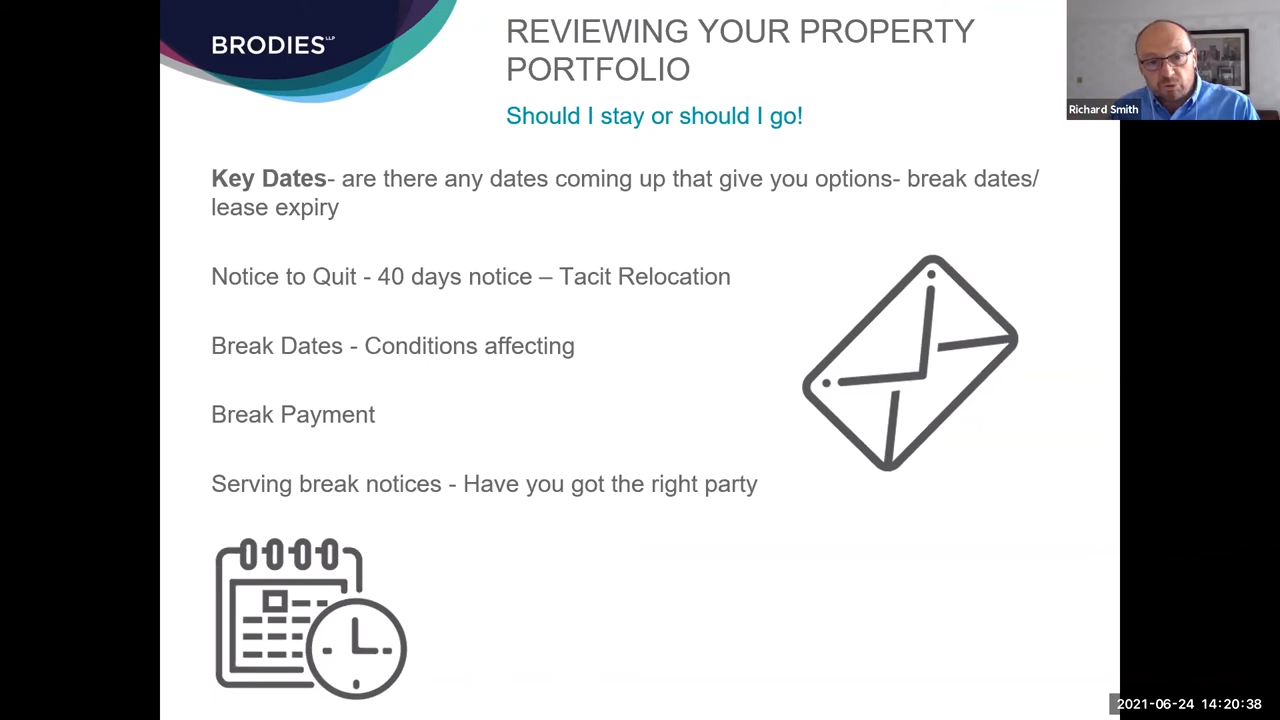 BRODIES LLP
REVIEWING YOUR PROPERTY
PORTFOLIO
Should I stay or should I go!
Richard Smith
Key Dates- are there any dates coming up that give you options- break dates/
lease expiry
Notice to Quit - 40 days notice – Tacit Relocation
Break Dates - Conditions affecting
Break Payment
Serving break notices - Have you got the right party
2021-06-24 14:20:38